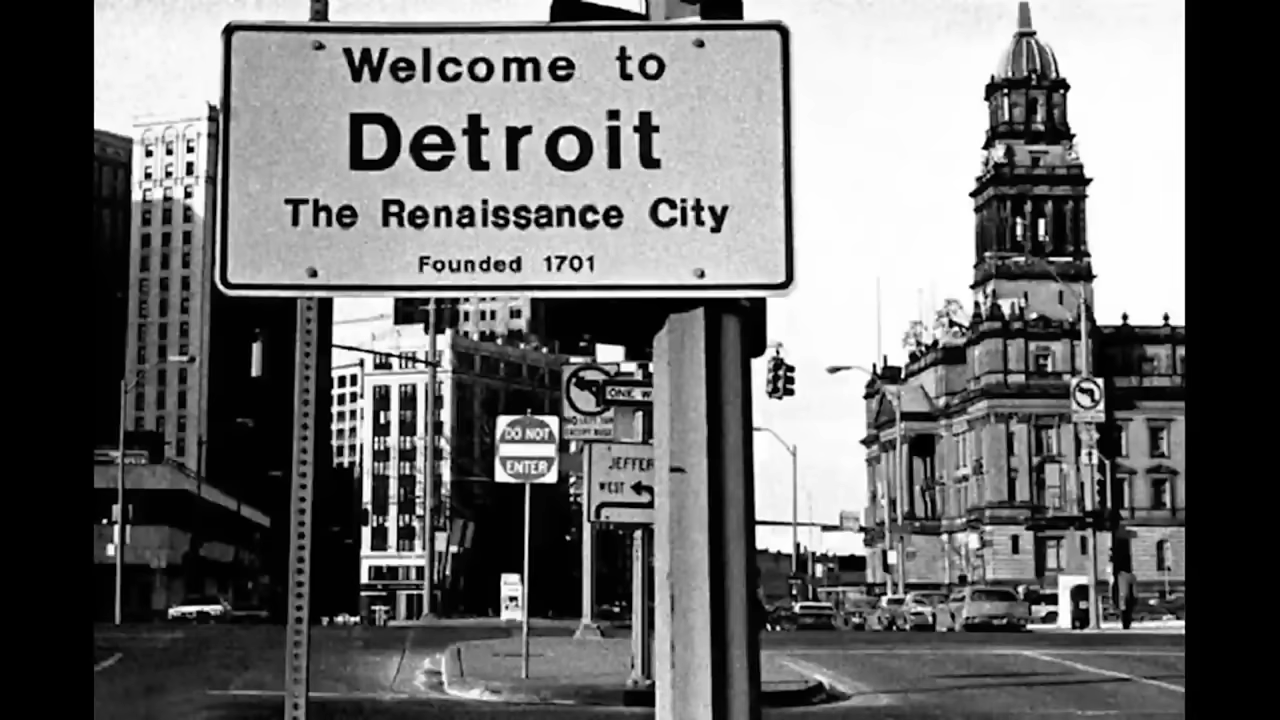 Welcome to
Detroit
The Renaissance City
Founded 1701
ONE W
DO NOT
ENTER
JEFFER
WEST